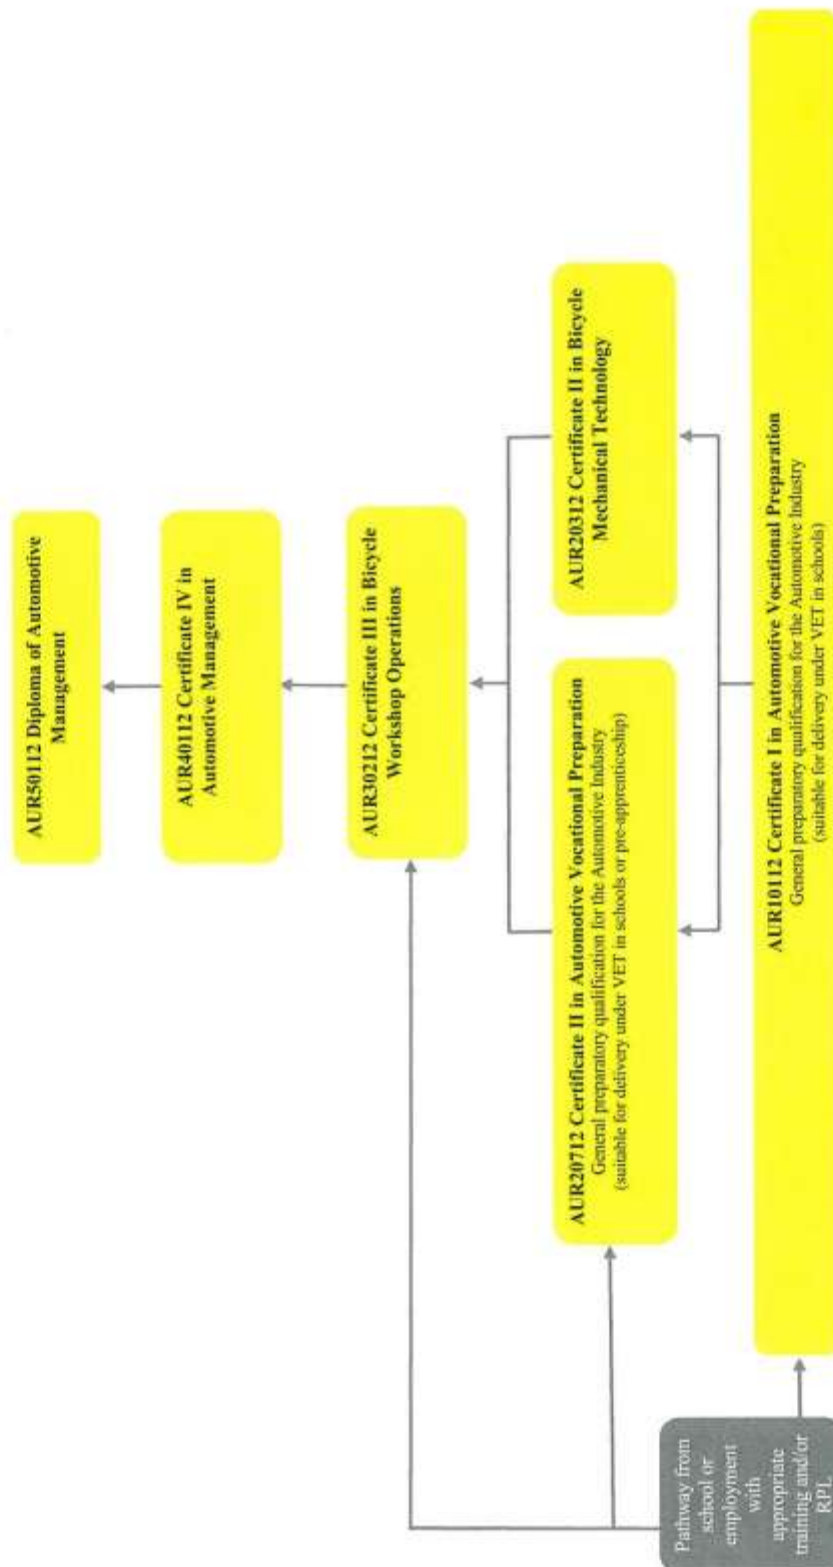 AUR50112 Diploma of Automotive
Management
AUR40112 Certificate IV in
Automotive Management
AUR30212 Certificate III in Bicycle
Workshop Operations
AUR20712 Certificate II in Automotive Vocational Preparation
General preparatory qualification for the Automotive Industry
(suitable for delivery under VET in schools or pre-apprenticeship)
AUR20312 Certificate II in Bicycle
Mechanical Technology
Pathway from
school or
employment
with
appropriate
training and/or
RPL
AUR10112 Certificate I in Automotive Vocational Preparation
General preparatory qualification for the Automotive Industry
(suitable for delivery under VET in schools)